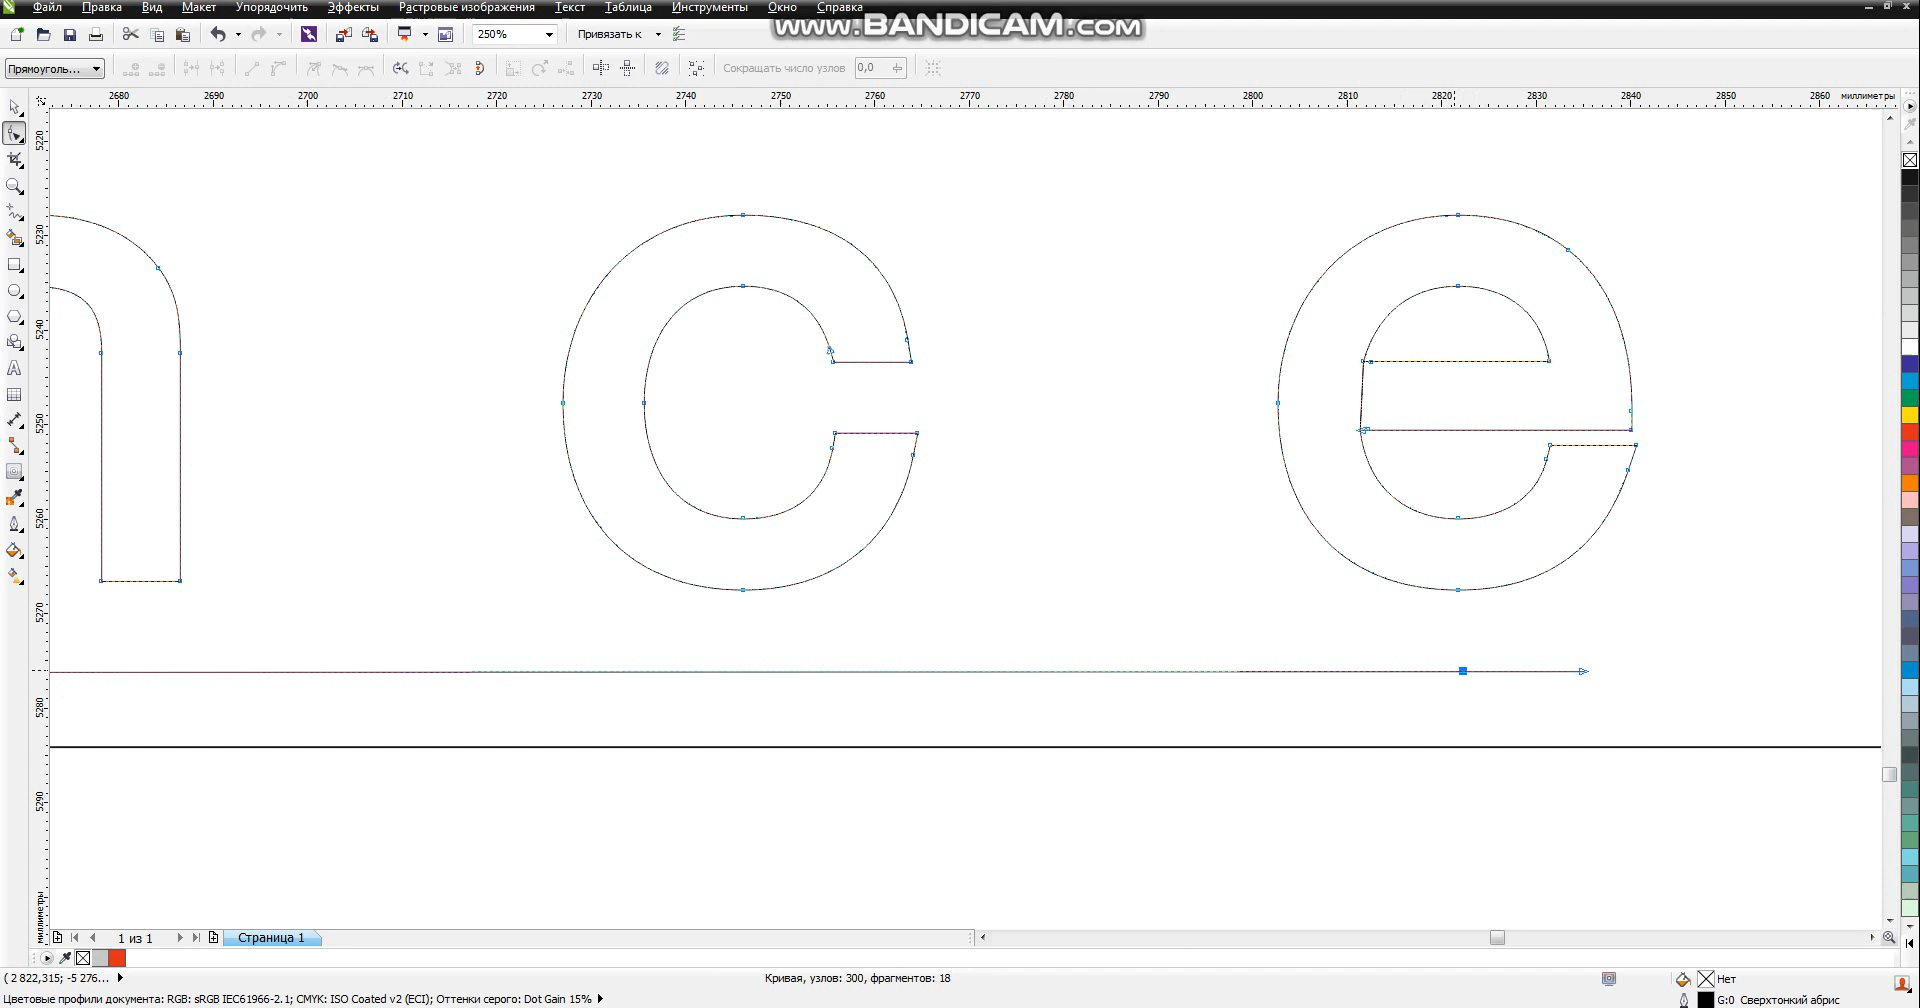 Файл Правка Вид Макет Упорядочить Эффекты Растровые изображения Текст Таблица Инструменты Окно Справка
www.BANDICAM.com
250% Привязать к
Прямоуголь... Сокращать число узлов 0,0
2680 2690 2700 2710 2720 2730 2740 2750 2760 2770 2780 2790 2800 2810 2820 2830 2840 2850 2860 миллиметры
5220
5230
5240
5250
5260
5270
5280
5290
миллиметры
n c e
1 из 1 Страница 1
( 2 822,315; -5 276... Кривая, узлов: 300, фрагментов: 18 Нет
Цветовые профили документа: RGB: sRGB IEC61966-2.1; CMYK: ISO Coated v2 (ECI); Оттенки серого: Dot Gain 15% G:0 Сверхтонкий абрис